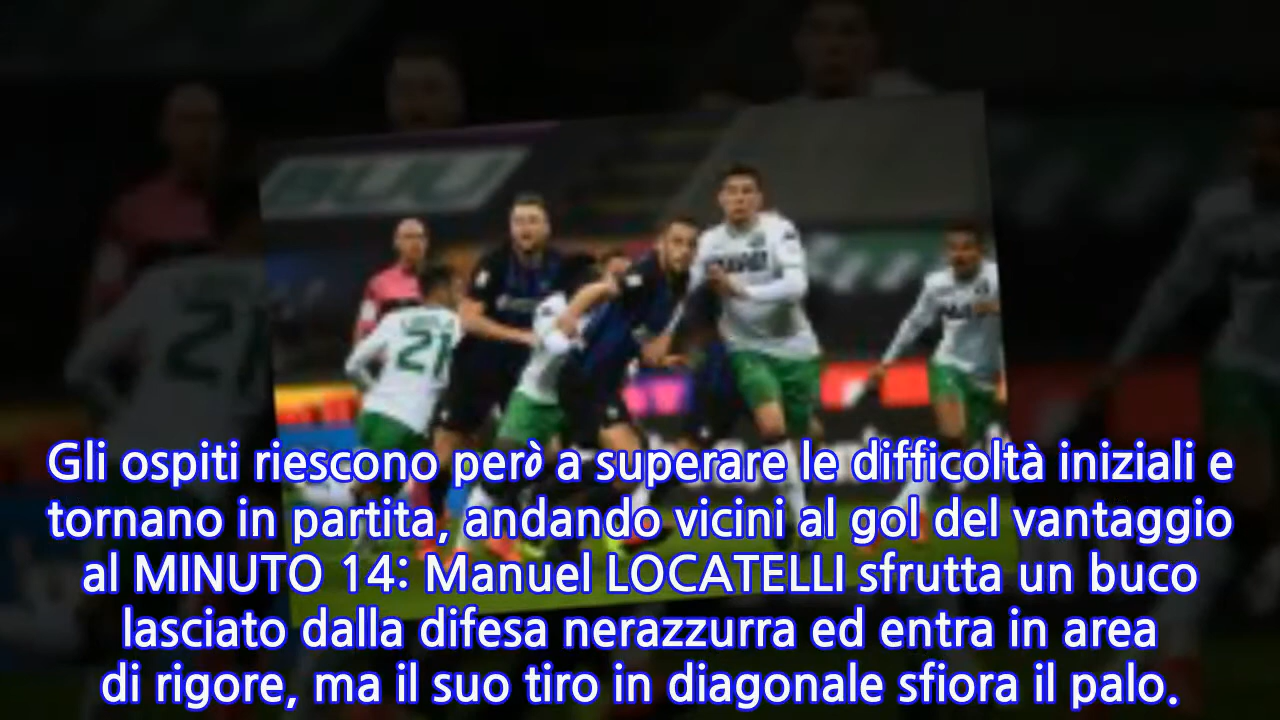 21
Gli ospiti riescono però a superare le difficoltà iniziali e
tornano in partita, andando vicini al gol del vantaggio
al MINUTO 14: Manuel LOCATELLI sfrutta un buco
lasciato dalla difesa nerazzurra ed entra in area
di rigore, ma il suo tiro in diagonale sfiora il palo.